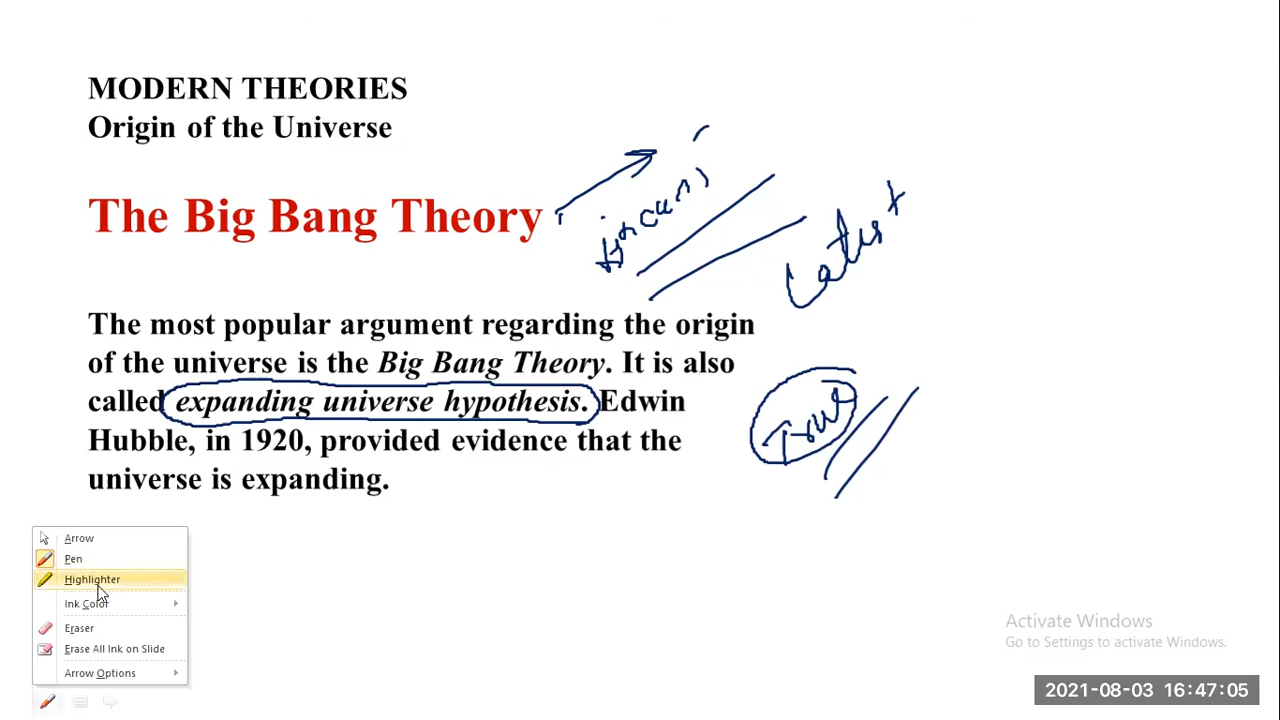 MODERN THEORIES
Origin of the Universe
The Big Bang Theory
Latest
The most popular argument regarding the origin
of the universe is the Big Bang Theory. It is also
called expanding universe hypothesis. Edwin
True
Hubble, in 1920, provided evidence that the
universe is expanding.
Arrow
Pen
Highlighter
Ink Color
Eraser
Erase All Ink on Slide
Arrow Options
Activate Windows
Go to Settings to activate Windows.
2021-08-03 16:47:05